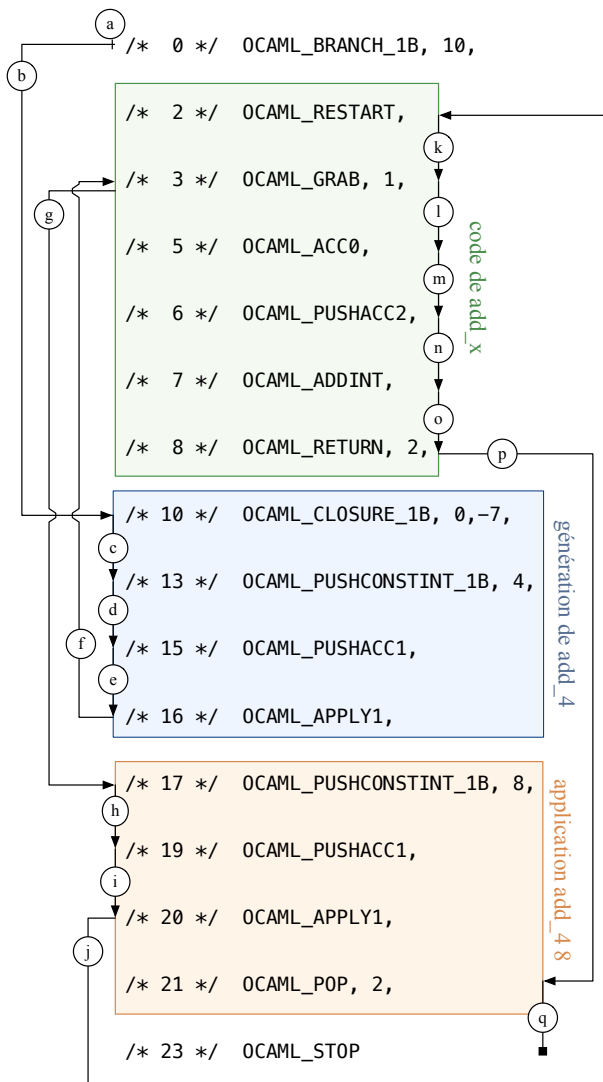 a
/* 0 */ OCAML_BRANCH_1B, 10,
b
/* 2 */ OCAML_RESTART,
k
/* 3 */ OCAML_GRAB, 1,
g
l
/* 5 */ OCAML_ACC0,
m
/* 6 */ OCAML_PUSHACC2,
n
/* 7 */ OCAML_ADDINT,
o
/* 8 */ OCAML_RETURN, 2,
p
code de add_x
/* 10 */ OCAML_CLOSURE_1B, 0,-7,
c
/* 13 */ OCAML_PUSHCONSTINT_1B, 4,
d
f
/* 15 */ OCAML_PUSHACC1,
e
/* 16 */ OCAML_APPLY1,
génération de add_4
/* 17 */ OCAML_PUSHCONSTINT_1B, 8,
h
/* 19 */ OCAML_PUSHACC1,
i
/* 20 */ OCAML_APPLY1,
j
/* 21 */ OCAML_POP, 2,
application add_4 8
q
/* 23 */ OCAML_STOP